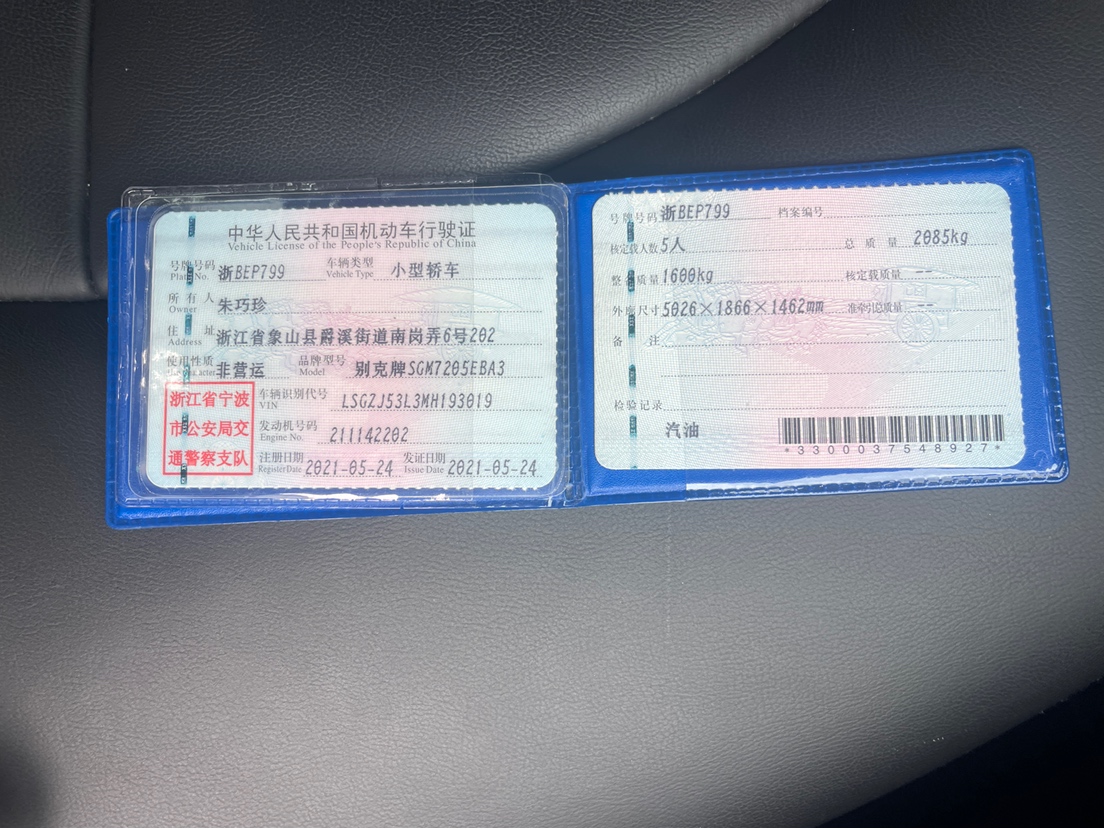 中华人民共和国机动车行驶证
Vehicle License of the People's Republic of China
号牌号码 浙BEP799 车辆类型 小型轿车
Plate No. Vehicle Type
所有人 朱巧珍
Owner
住址 浙江省象山县爵溪街道南岗弄6号202
Address
使用性质 非营运 品牌型号 别克牌SGM7205EBA3
Model
浙江省宁波
市公安局交
通警察支队
车辆识别代号 LSGZJ53L3MH193019
VIN
发动机号码 211142202
Engine No.
注册日期 2021-05-24 发证日期 2021-05-24
Register Date Issue Date
号牌号码 浙BEP799 档案编号
核定载人数 5人 总质量 2085kg
整备质量 1600kg 核定载质量 --
外廓尺寸 5026×1866×1462mm 准牵引总质量 --
备注
检验记录
汽油
*3300037548927*